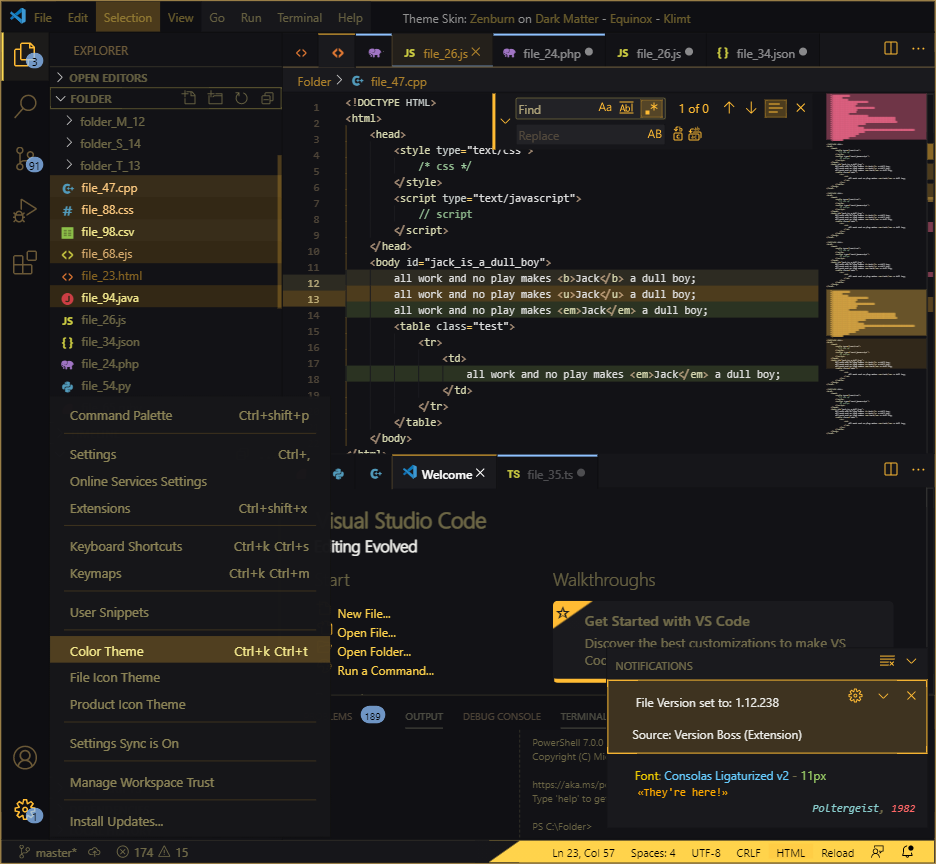 File Edit Selection View Go Run Terminal Help Theme Skin: Zenburn on Dark Matter - Equinox - Klimt
3
91
1
EXPLORER
OPEN EDITORS
FOLDER
folder_M_12
folder_S_14
folder_T_13
file_47.cpp
# file_88.css
file_98.csv
<> file_68.ejs
<> file_23.html
J file_94.java
JS file_26.js
{} file_34.json
file_24.php
file_54.py
<> <> JS file_26.js × file_24.php JS file_26.js {} file_34.json
Folder > file_47.cpp
1 <!DOCTYPE HTML>
2 <html>
3 <head>
4 <style type="text/css">
5 /* css */
6 </style>
7 <script type="text/javascript">
8 // script
9 </script>
10 </head>
11 <body id="jack_is_a_dull_boy">
12 all work and no play makes <b>Jack</b> a dull boy;
13 all work and no play makes <u>Jack</u> a dull boy;
14 all work and no play makes <em>Jack</em> a dull boy;
15 <table class="test">
16 <tr>
17 <td>
18 all work and no play makes <em>Jack</em> a dull boy;
19 </td>
</tr>
</table>
</body>
</html>
Find Aa Abl .* 1 of 0
Replace AB
Command Palette Ctrl+shift+p
Settings Ctrl+,
Online Services Settings
Extensions Ctrl+shift+x
Keyboard Shortcuts Ctrl+k Ctrl+s
Keymaps Ctrl+k Ctrl+m
User Snippets
Color Theme Ctrl+k Ctrl+t
File Icon Theme
Product Icon Theme
Settings Sync is On
Manage Workspace Trust
Install Updates...
Welcome × TS file_35.ts
isual Studio Code
iting Evolved
art
New File...
Open File...
Open Folder...
Run a Command...
Walkthroughs
Get Started with VS Code
Discover the best customizations to make VS
Coc
LEMS 189 OUTPUT DEBUG CONSOLE TERMINAL
PowerShell 7.0.0
Copyright (C) Mi
https://aka.ms/p
Type 'help' to ge
PS C:\Folder>
NOTIFICATIONS
File Version set to: 1.12.238
Source: Version Boss (Extension)
Font: Consolas Ligaturized v2 - 11px
«They're here!»
Poltergeist, 1982
master* 174 15 Ln 23, Col 57 Spaces: 4 UTF-8 CRLF HTML Reload